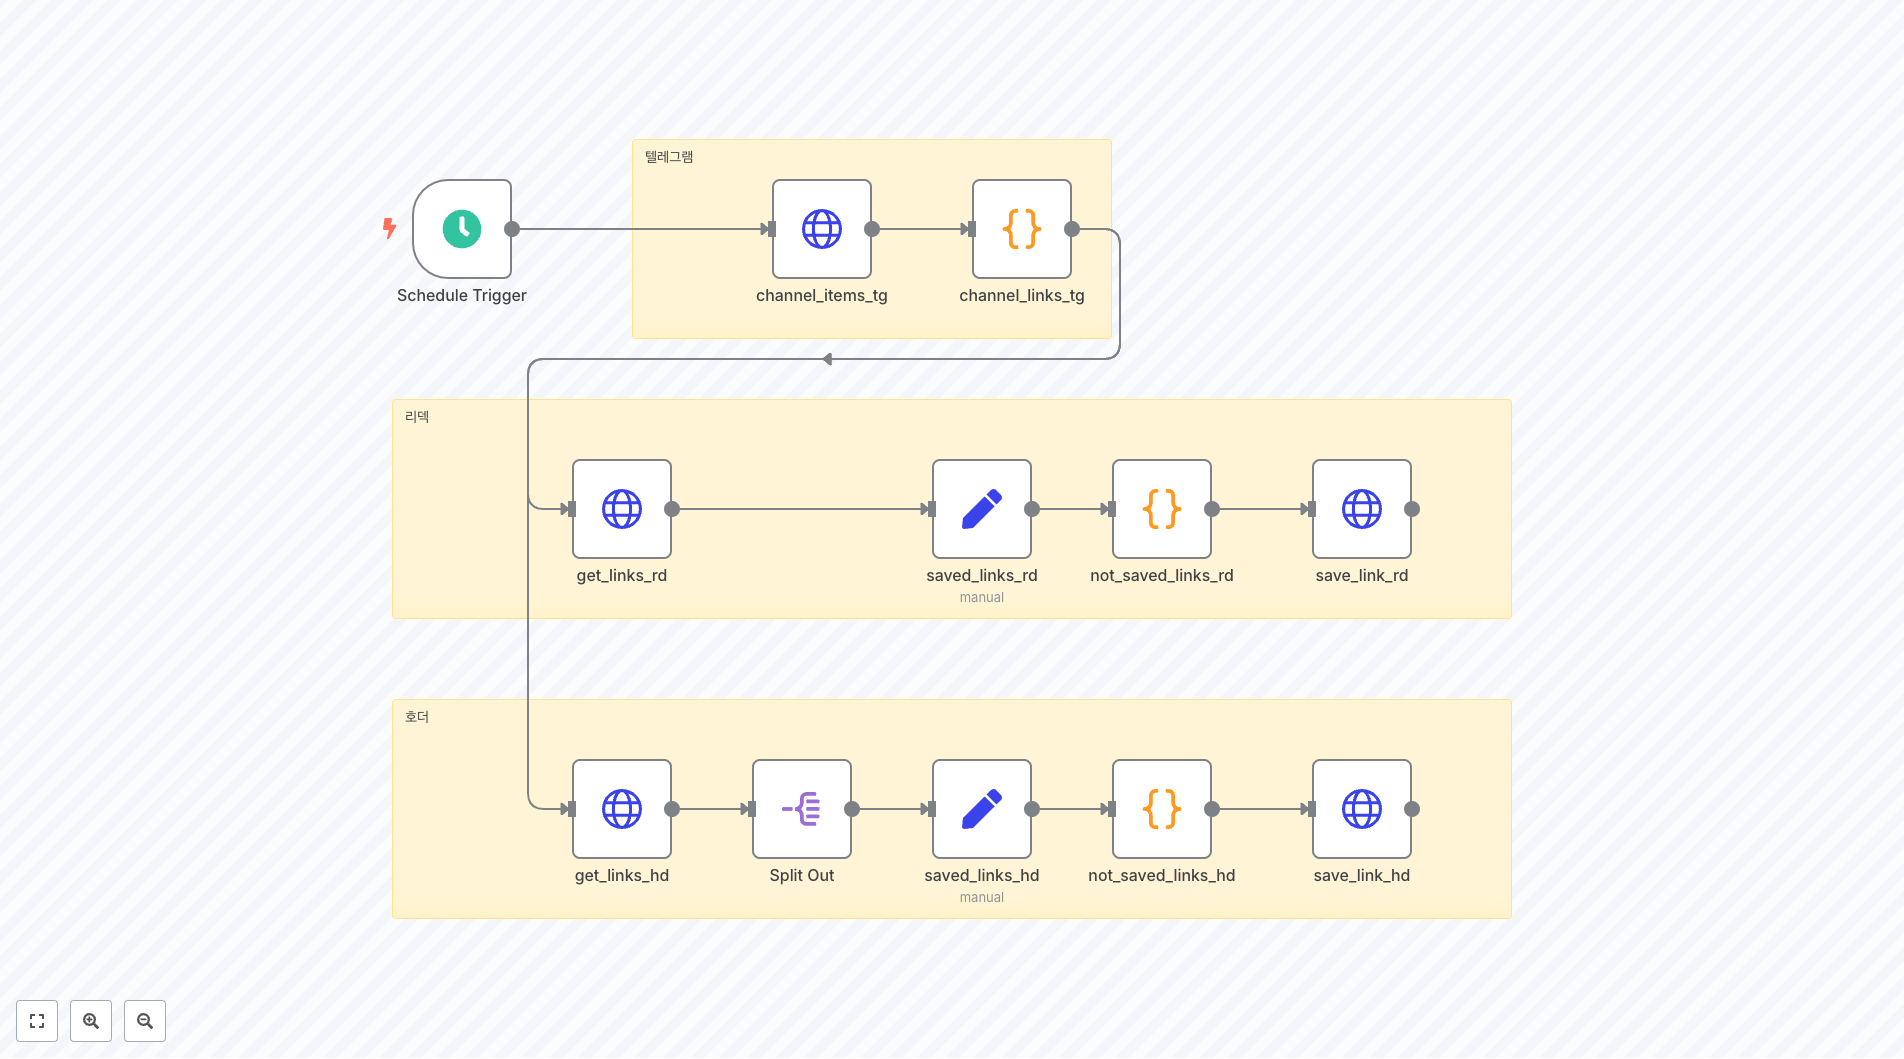 텔레그램
Schedule Trigger
channel_items_tg
channel_links_tg
리덱
get_links_rd
saved_links_rd
manual
not_saved_links_rd
save_link_rd
호더
get_links_hd
Split Out
saved_links_hd
manual
not_saved_links_hd
save_link_hd